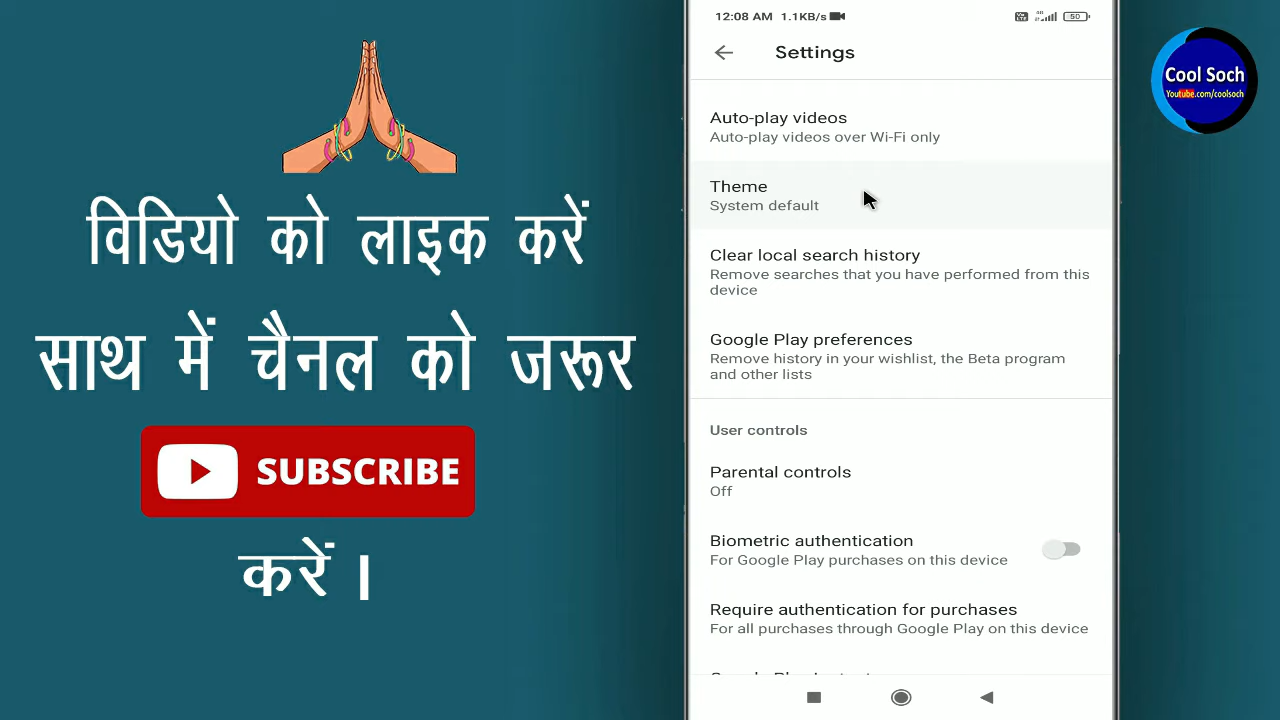 विडियो को लाइक करें
साथ में चैनल को जरूर
SUBSCRIBE
करें ।
12:08 AM 1.1KB/s
4G
50
Settings
Auto-play videos
Auto-play videos over Wi-Fi only
Theme
System default
Clear local search history
Remove searches that you have performed from this
device
Google Play preferences
Remove history in your wishlist, the Beta program
and other lists
User controls
Parental controls
Off
Biometric authentication
For Google Play purchases on this device
Require authentication for purchases
For all purchases through Google Play on this device
Cool Soch
Youtube.com/coolsoch